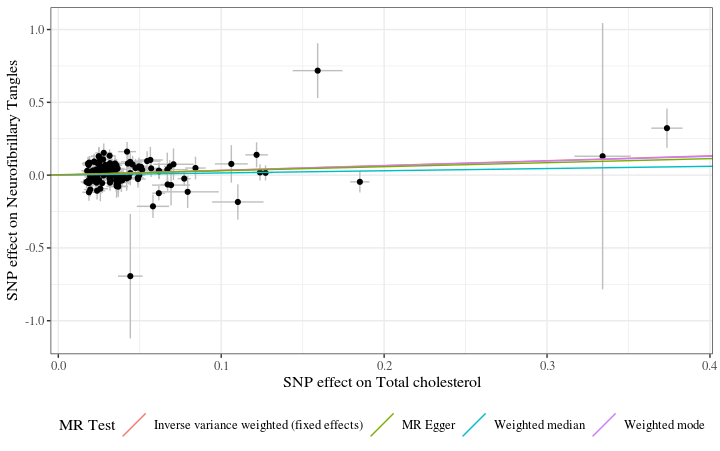 SNP effect on Neurofibrillary Tangles
1.0
0.5
0.0
-0.5
-1.0
0.0 0.1 0.2 0.3 0.4
SNP effect on Total cholesterol
MR Test Inverse variance weighted (fixed effects) MR Egger Weighted median Weighted mode